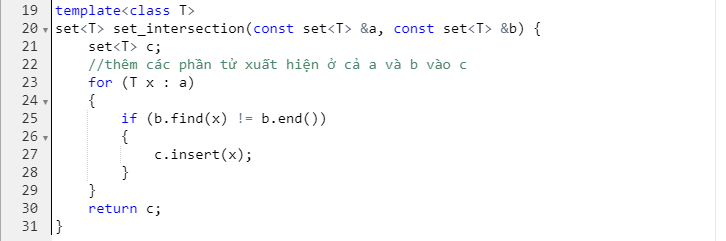 19 template<class T>
20 set<T> set_intersection(const set<T> &a, const set<T> &b) {
21     set<T> c;
22     //thêm các phần tử xuất hiện ở cả a và b vào c
23     for (T x : a)
24     {
25         if (b.find(x) != b.end())
26         {
27             c.insert(x);
28         }
29     }
30     return c;
31 }